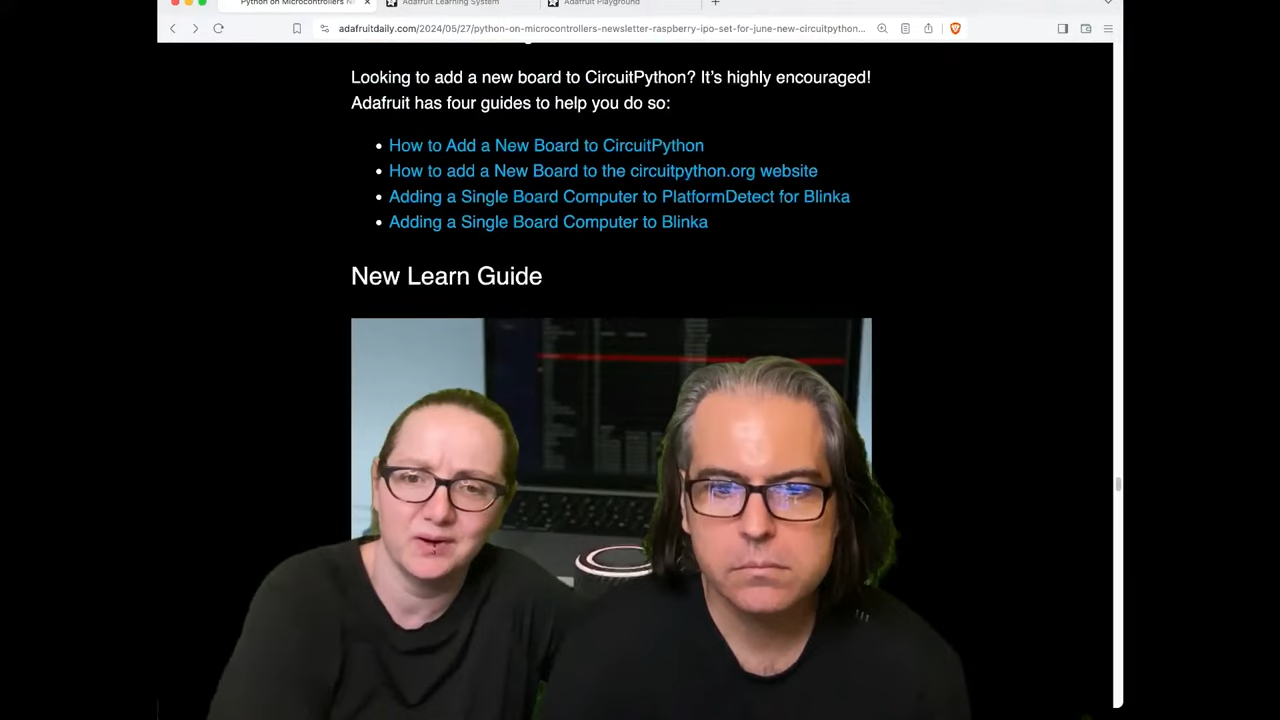 Python on Microcontrollers N
Adafruit Learning System
Adafruit Playground
adafruitdaily.com/2024/05/27/python-on-microcontrollers-newsletter-raspberry-ipo-set-for-june-new-circuitpython...
Looking to add a new board to CircuitPython? It's highly encouraged!
Adafruit has four guides to help you do so:
How to Add a New Board to CircuitPython
How to add a New Board to the circuitpython.org website
Adding a Single Board Computer to PlatformDetect for Blinka
Adding a Single Board Computer to Blinka
New Learn Guide